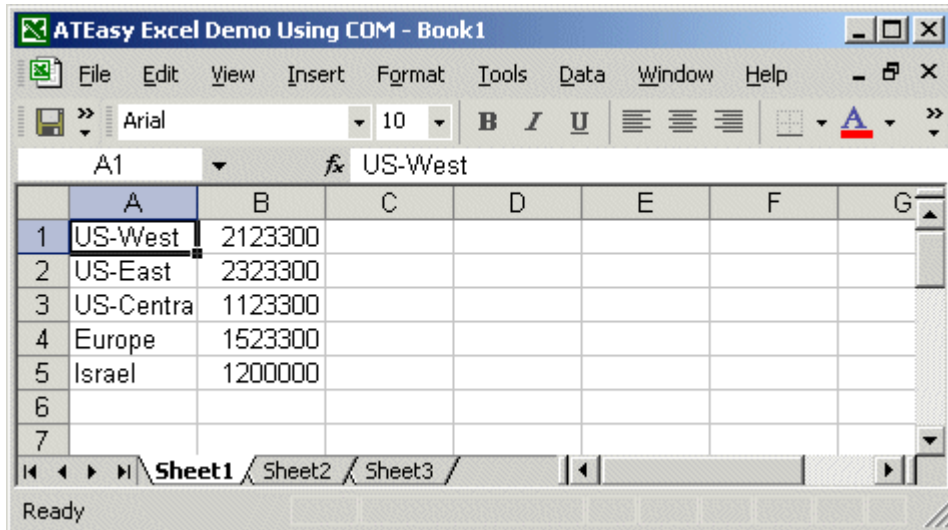 ATEasy Excel Demo Using COM - Book1
File Edit View Insert Format Tools Data Window Help
Arial 10 B I U A
A1 fx US-West
A B C D E F G
1 US-West 2123300
2 US-East 2323300
3 US-Centra 1123300
4 Europe 1523300
5 Israel 1200000
6
7
Sheet1 Sheet2 Sheet3
Ready